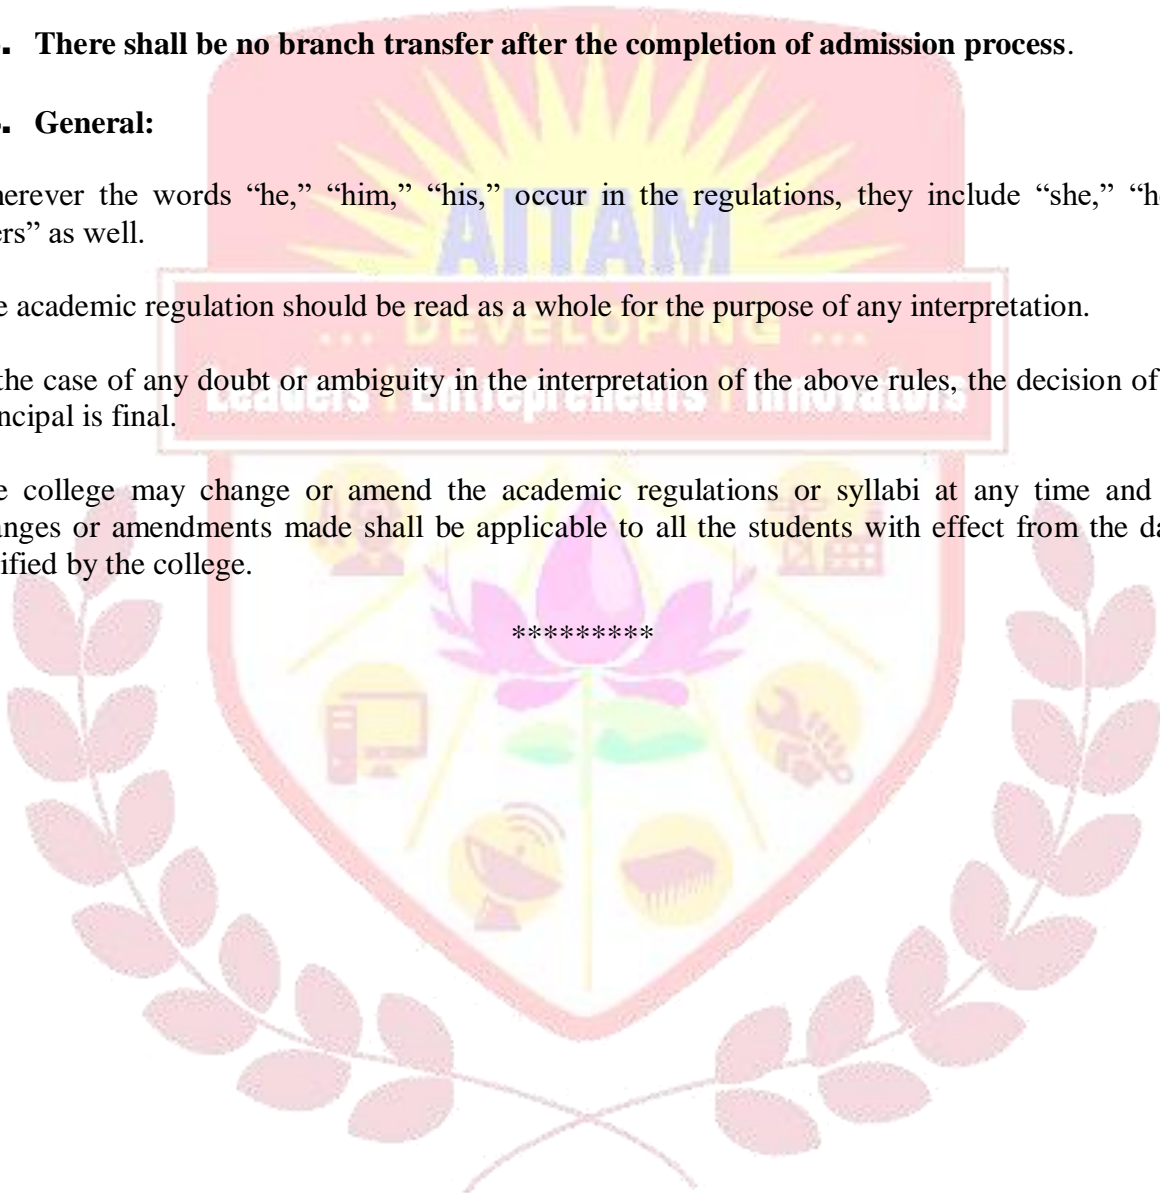 . There shall be no branch transfer after the completion of admission process.
. General:
herever the words “he,” “him,” “his,” occur in the regulations, they include “she,” “he
ers” as well.
AITAM
e academic regulation should be read as a whole for the purpose of any interpretation.
... DEVELOPING ...
the case of any doubt or ambiguity in the interpretation of the above rules, the decision of
Leaders Entrepreneurs Innovators
ncipal is final.
e college may change or amend the academic regulations or syllabi at any time and
anges or amendments made shall be applicable to all the students with effect from the da
ified by the college.
*********